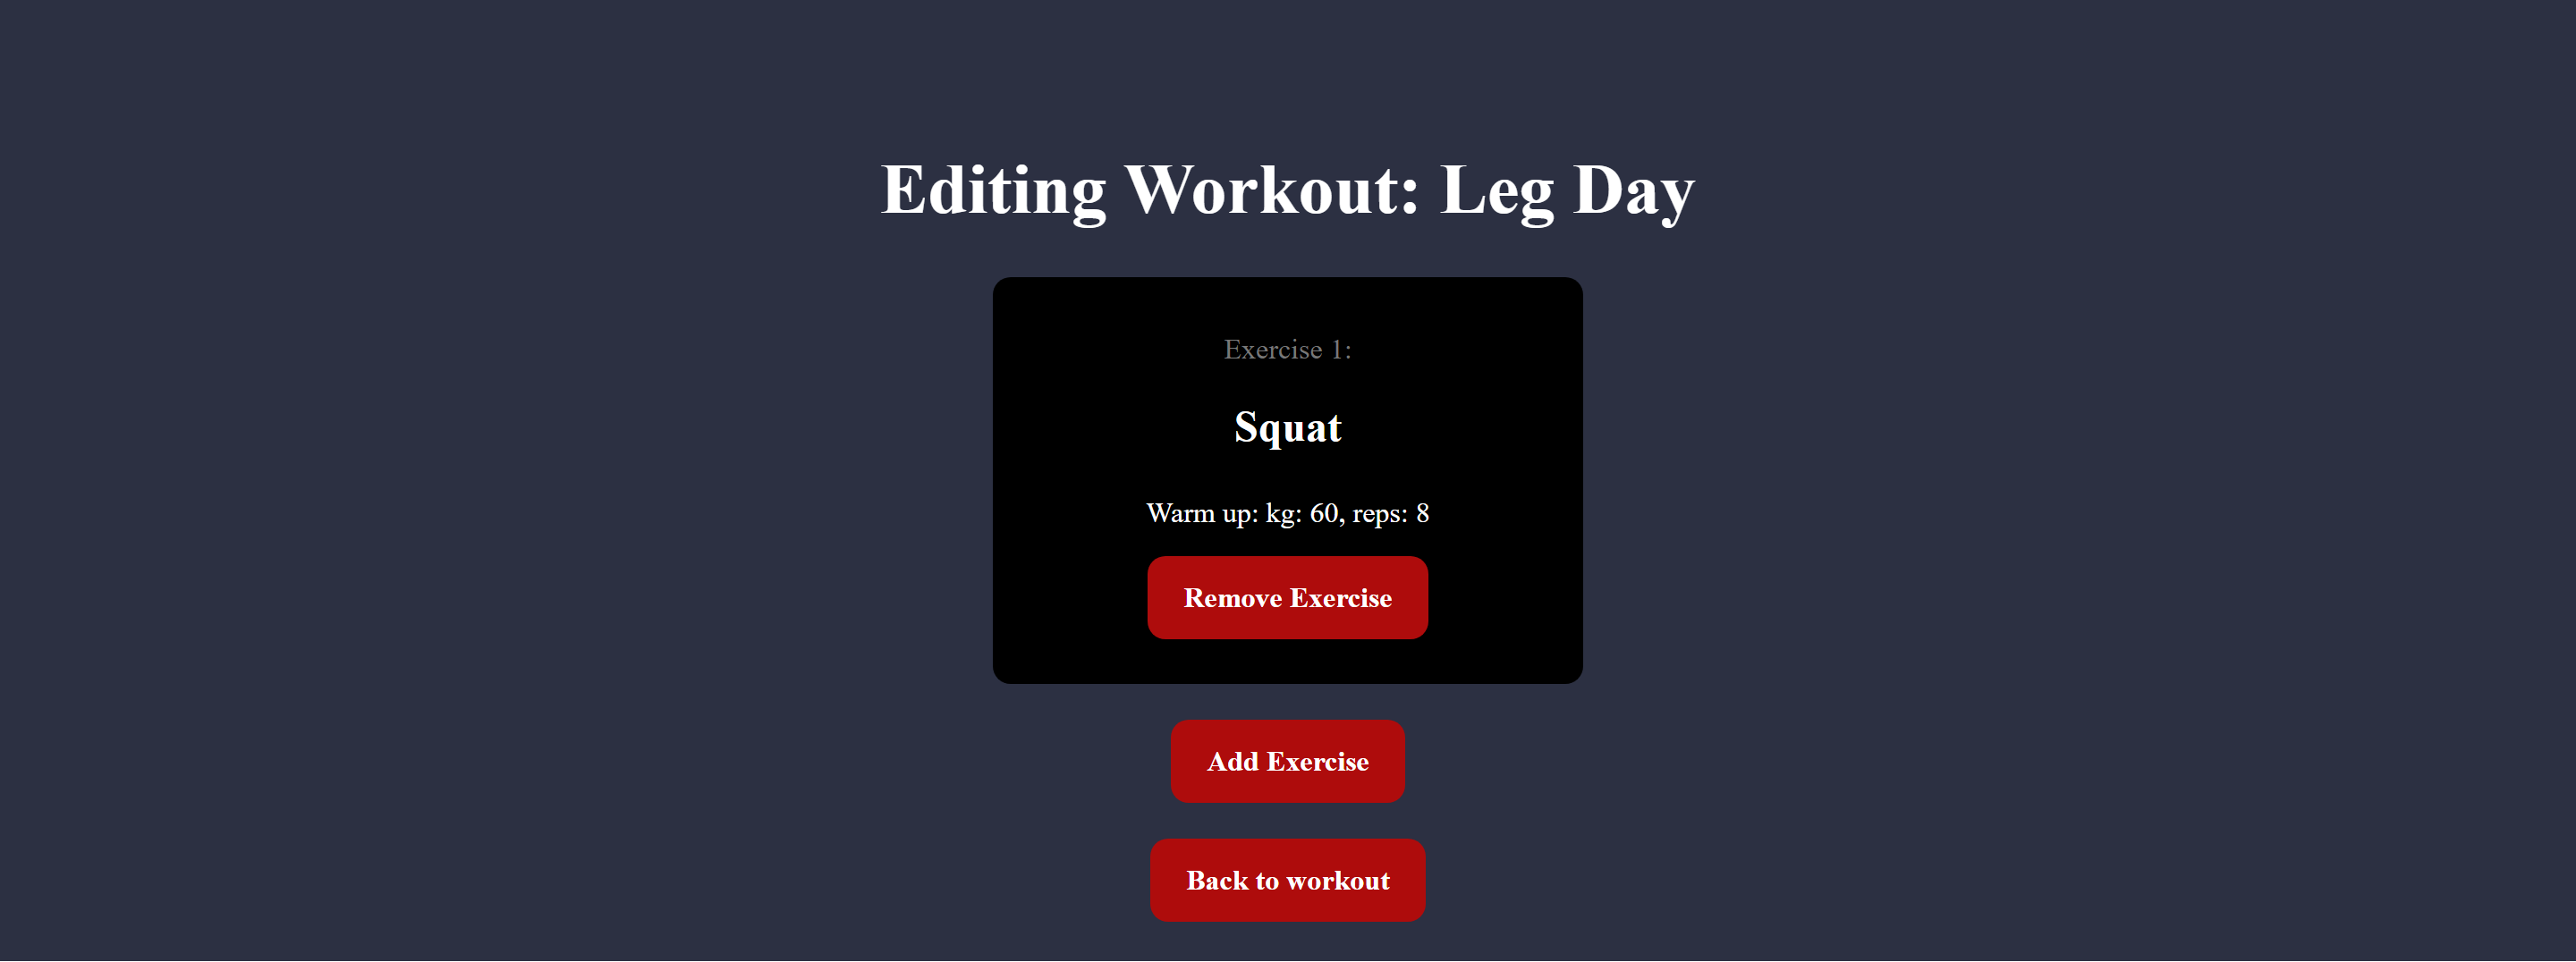 Editing Workout: Leg Day
Exercise 1:
Squat
Warm up: kg: 60, reps: 8
Remove Exercise
Add Exercise
Back to workout